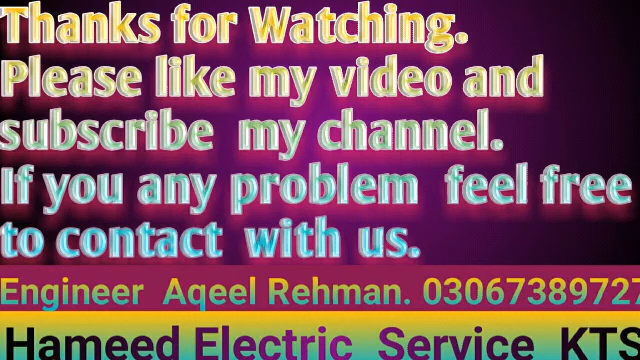 Thanks for Watching.
Please like my video and
subscribe my channel.
If you any problem feel free
to contact with us.
Engineer Aqeel Rehman. 03067389727
Hameed Electric Service KTS